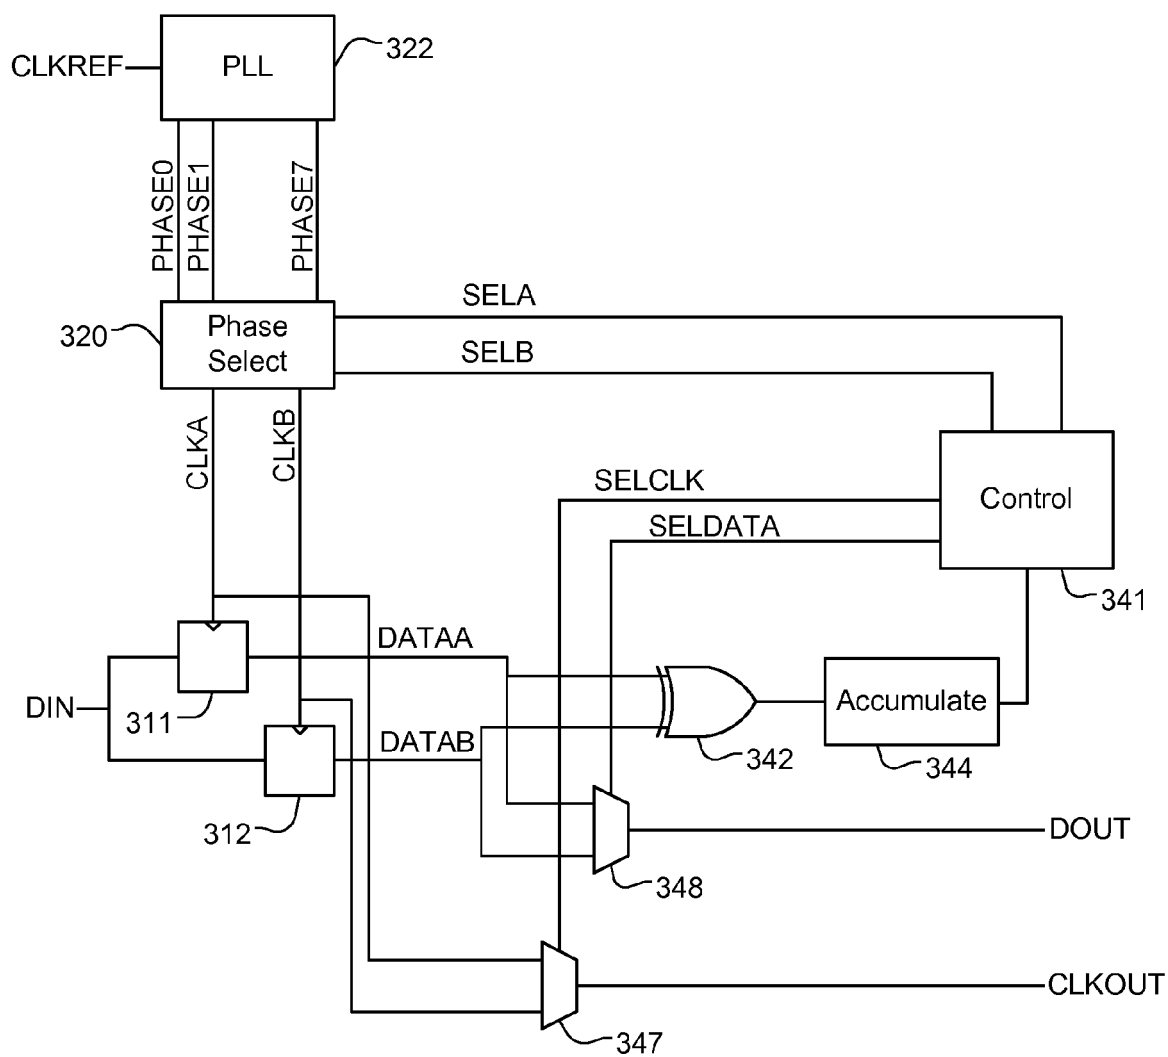 322
CLKREF
PLL
PHASE0
PHASE1
PHASE7
SELA
320
Phase
Select
SELB
CLKA
CLKB
SELCLK
Control
SELDATA
341
DATAA
DIN
311
Accumulate
DATAB
342
344
312
DOUT
348
CLKOUT
347